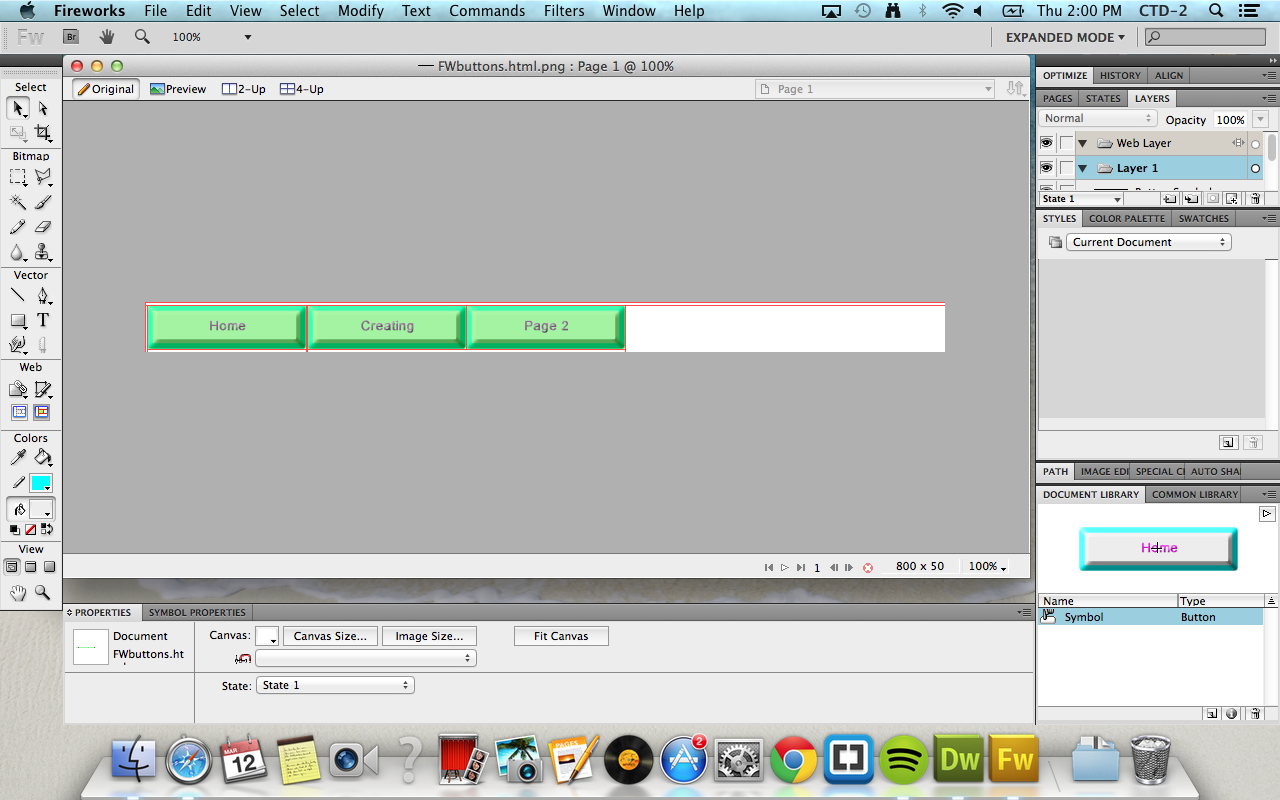 Fireworks File Edit View Select Modify Text Commands Filters Window Help Thu 2:00 PM CTD-2
Fw Br 100% EXPANDED MODE
FWbuttons.html.png : Page 1 @ 100%
Original Preview 2-Up 4-Up Page 1
Select
Bitmap
Vector
T
Web
Colors
View
Home Creating Page 2
1 800 x 50 100%
PROPERTIES SYMBOL PROPERTIES
Document
FWbuttons.ht
Canvas: Canvas Size... Image Size... Fit Canvas
State: State 1
OPTIMIZE HISTORY ALIGN
PAGES STATES LAYERS
Normal Opacity 100%
Web Layer
Layer 1
State 1
STYLES COLOR PALETTE SWATCHES
Current Document
PATH IMAGE EDI SPECIAL CI AUTO SHA
DOCUMENT LIBRARY COMMON LIBRARY
Home
Name Type
Symbol Button
MAR
12
PAGES
2
Dw Fw